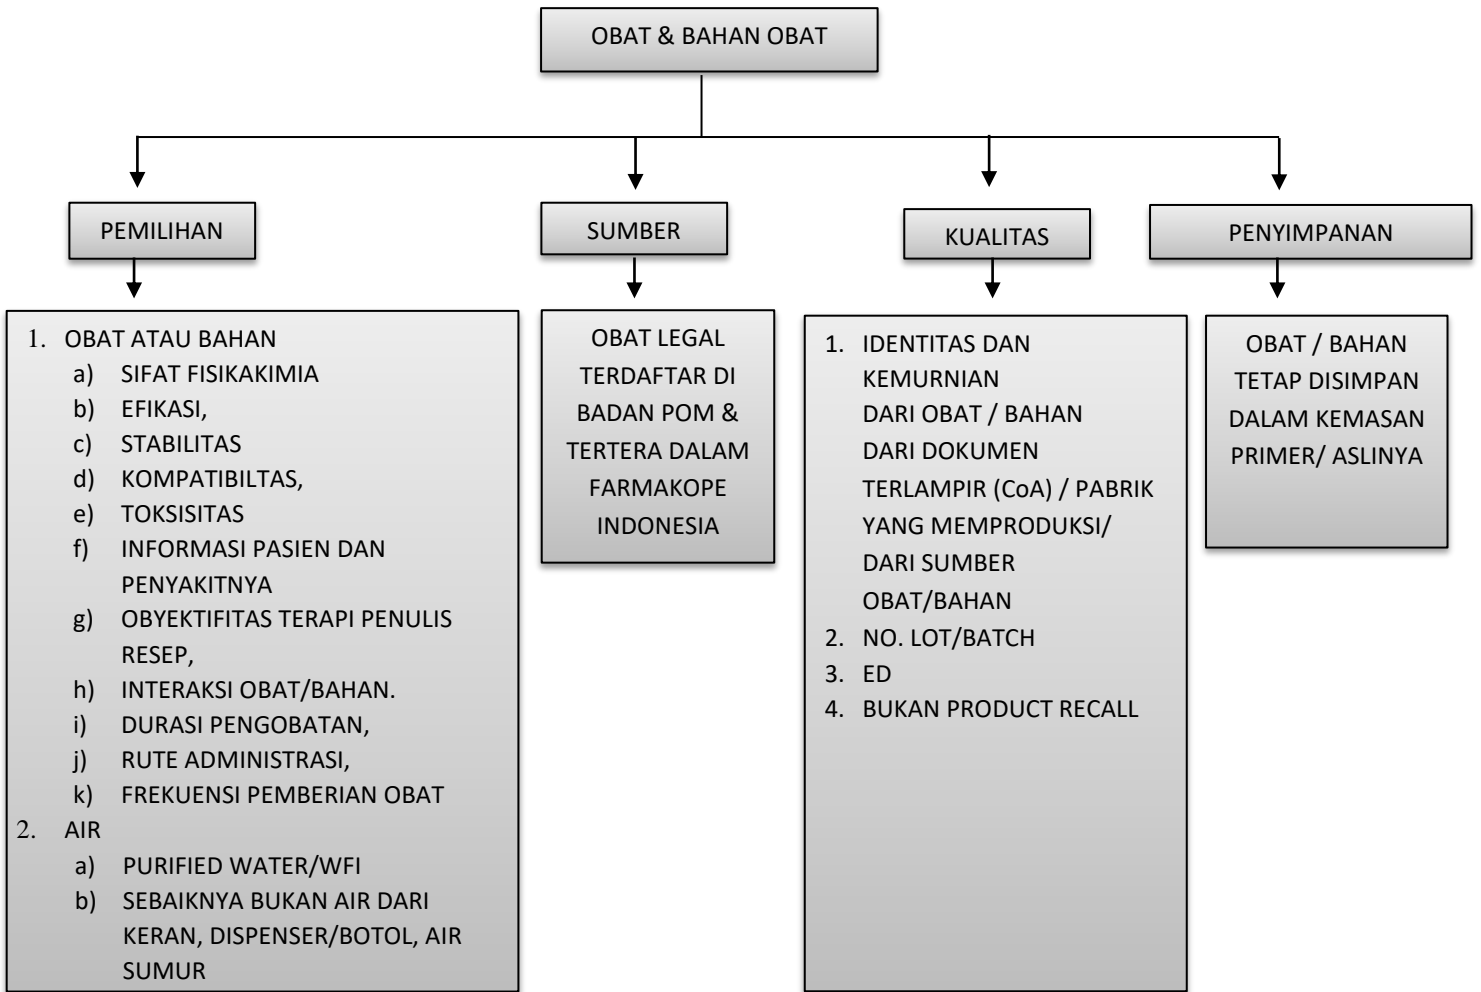 OBAT & BAHAN OBAT
PEMILIHAN
SUMBER
KUALITAS
PENYIMPANAN
1. OBAT ATAU BAHAN
a) SIFAT FISIKAKIMIA
b) EFIKASI,
c) STABILITAS
d) KOMPATIBILTAS,
e) TOKSISITAS
f) INFORMASI PASIEN DAN
PENYAKITNYA
g) OBYEKTIFITAS TERAPI PENULIS
RESEP,
h) INTERAKSI OBAT/BAHAN.
i) DURASI PENGOBATAN,
j) RUTE ADMINISTRASI,
k) FREKUENSI PEMBERIAN OBAT
2. AIR
a) PURIFIED WATER/WFI
b) SEBAIKNYA BUKAN AIR DARI
KERAN, DISPENSER/BOTOL, AIR
SUMUR
OBAT LEGAL
TERDAFTAR DI
BADAN POM &
TERTERA DALAM
FARMAKOPE
INDONESIA
1. IDENTITAS DAN
KEMURNIAN
DARI OBAT / BAHAN
DARI DOKUMEN
TERLAMPIR (CoA) / PABRIK
YANG MEMPRODUKSI/
DARI SUMBER
OBAT/BAHAN
2. NO. LOT/BATCH
3. ED
4. BUKAN PRODUCT RECALL
OBAT / BAHAN
TETAP DISIMPAN
DALAM KEMASAN
PRIMER/ ASLINYA